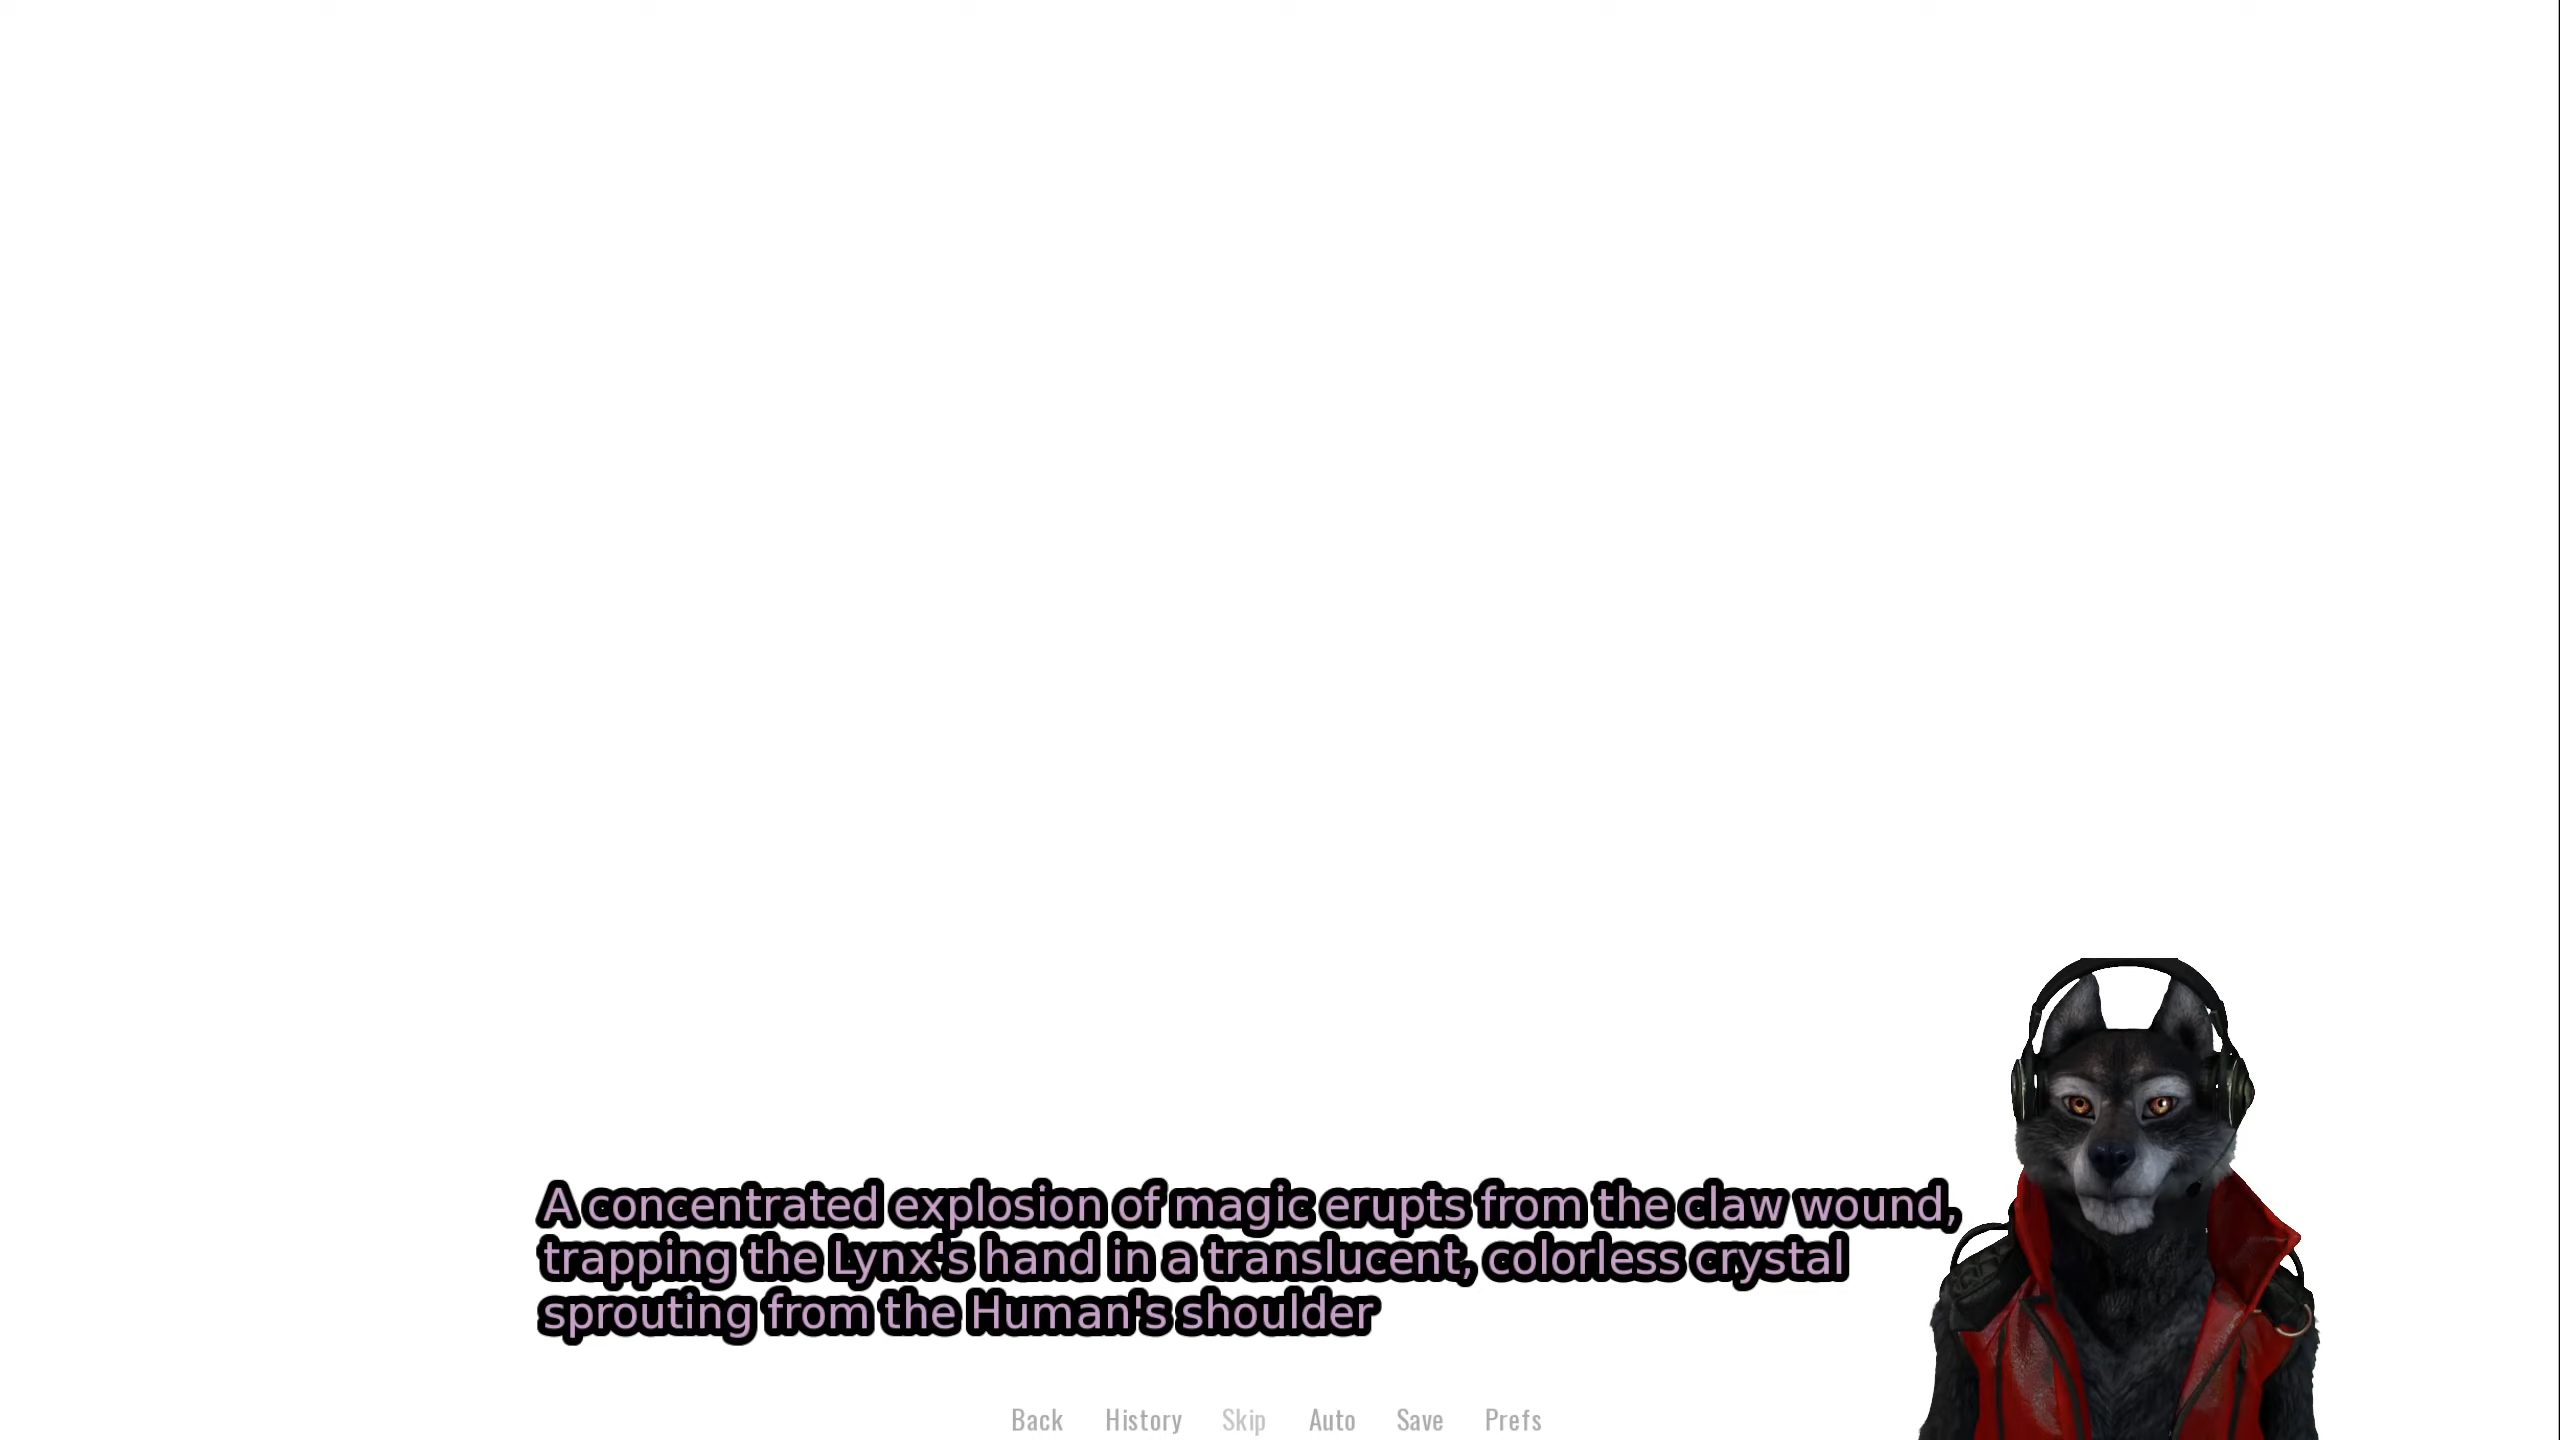 A concentrated explosion of magic erupts from the claw wound,
trapping the Lynx's hand in a translucent, colorless crystal
sprouting from the Human's shoulder
Back History Skip Auto Save Prefs